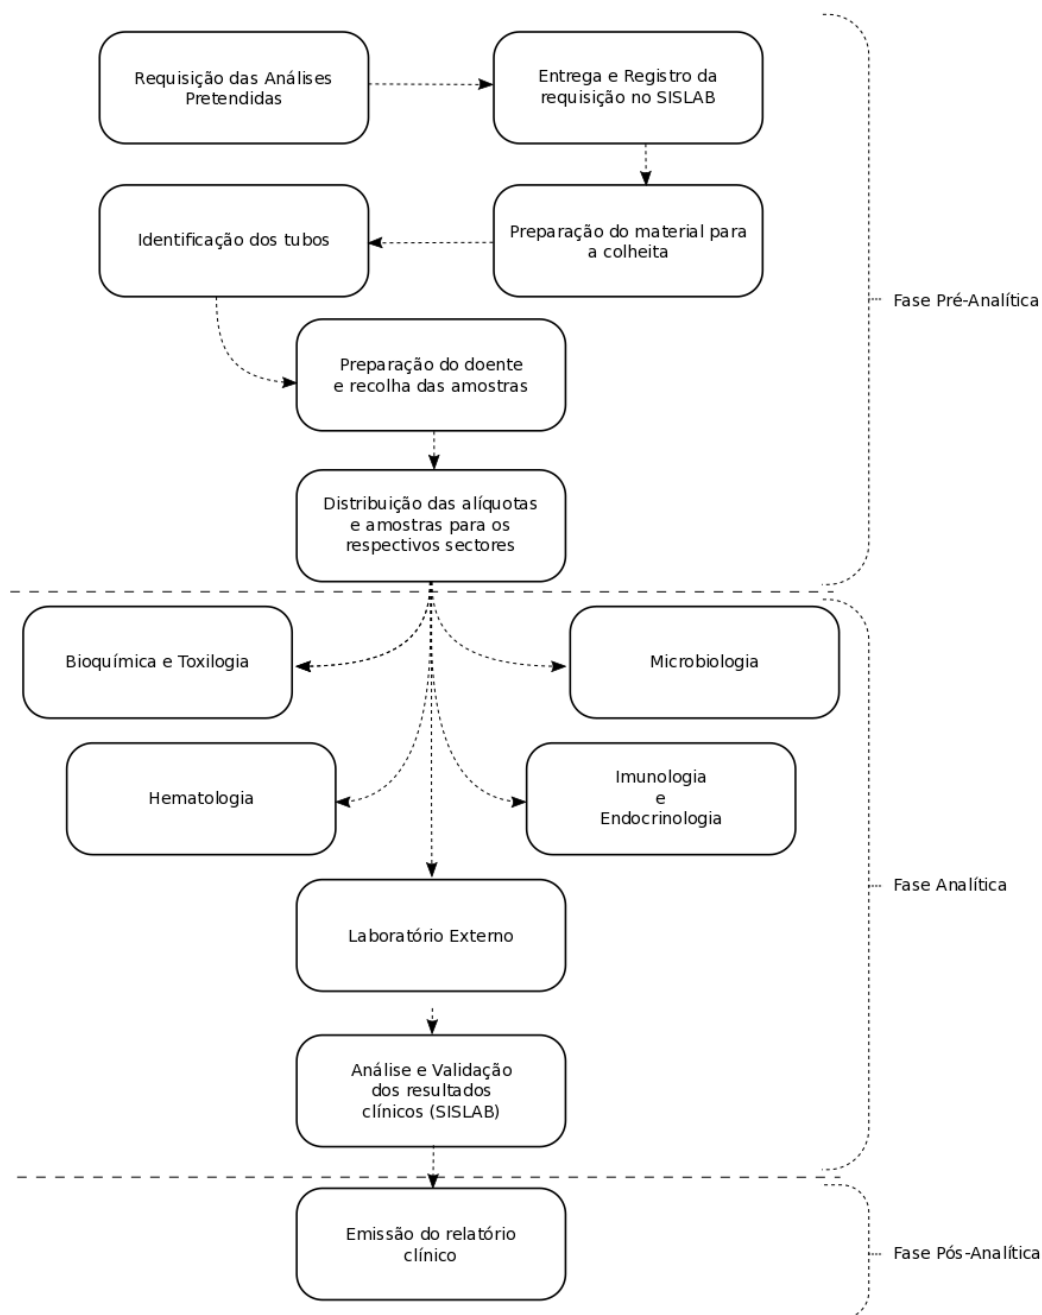 Requisição das Análises
Pretendidas
Entrega e Registro da
requisição no SISLAB
Identificação dos tubos
Preparação do material para
a colheita
Fase Pré-Analítica
Preparação do doente
e recolha das amostras
Distribuição das alíquotas
e amostras para os
respectivos sectores
Bioquímica e Toxilogia
Microbiologia
Hematologia
Imunologia
e
Endocrinologia
Fase Analítica
Laboratório Externo
Análise e Validação
dos resultados
clínicos (SISLAB)
Emissão do relatório
clínico
Fase Pós-Analítica